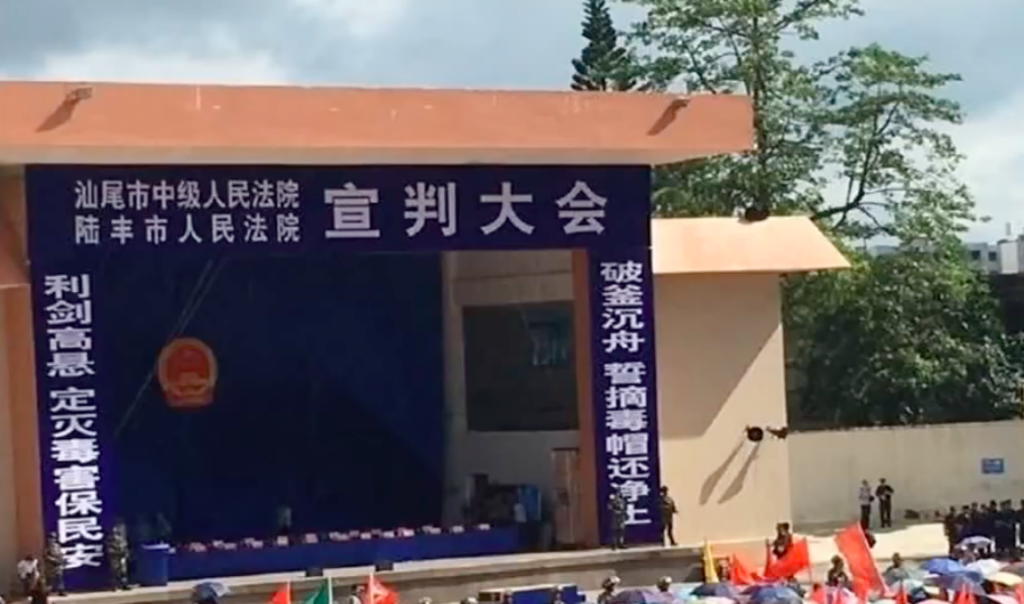 汕尾市中级人民法院
陆丰市人民法院
宣判大会
利剑高悬 定灭毒害保民安
破釜沉舟 誓摘毒帽还净土